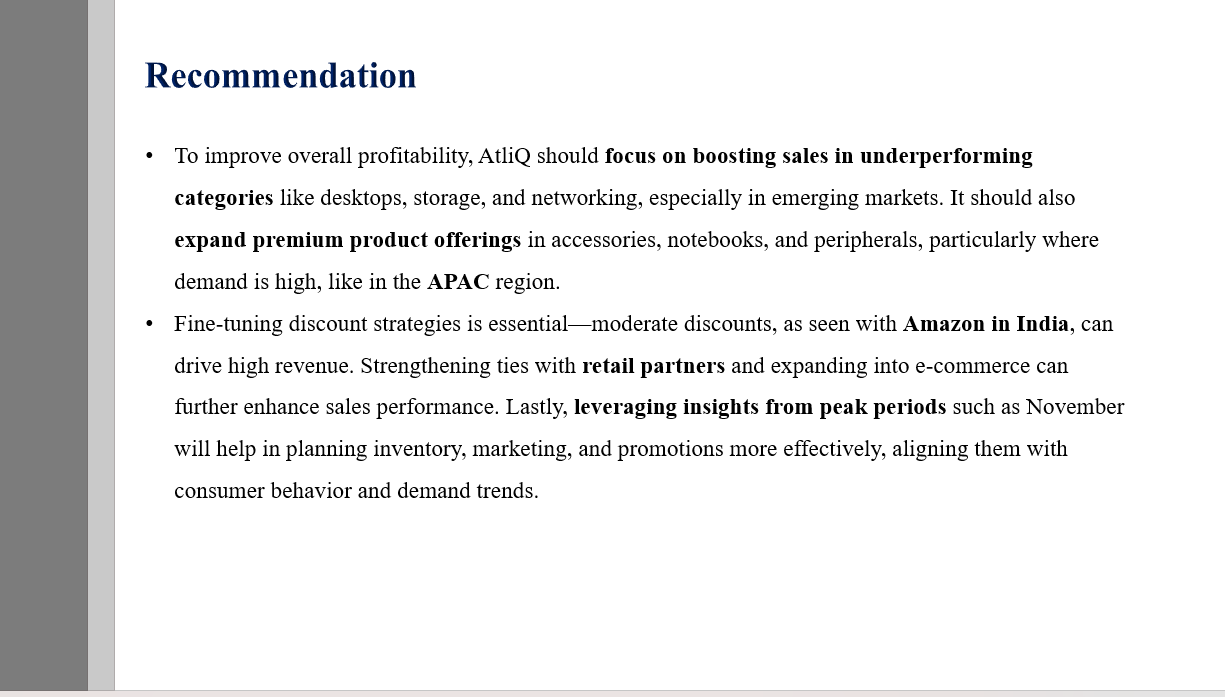 Recommendation
• To improve overall profitability, AtliQ should focus on boosting sales in underperforming
categories like desktops, storage, and networking, especially in emerging markets. It should also
expand premium product offerings in accessories, notebooks, and peripherals, particularly where
demand is high, like in the APAC region.
• Fine-tuning discount strategies is essential—moderate discounts, as seen with Amazon in India, can
drive high revenue. Strengthening ties with retail partners and expanding into e-commerce can
further enhance sales performance. Lastly, leveraging insights from peak periods such as November
will help in planning inventory, marketing, and promotions more effectively, aligning them with
consumer behavior and demand trends.